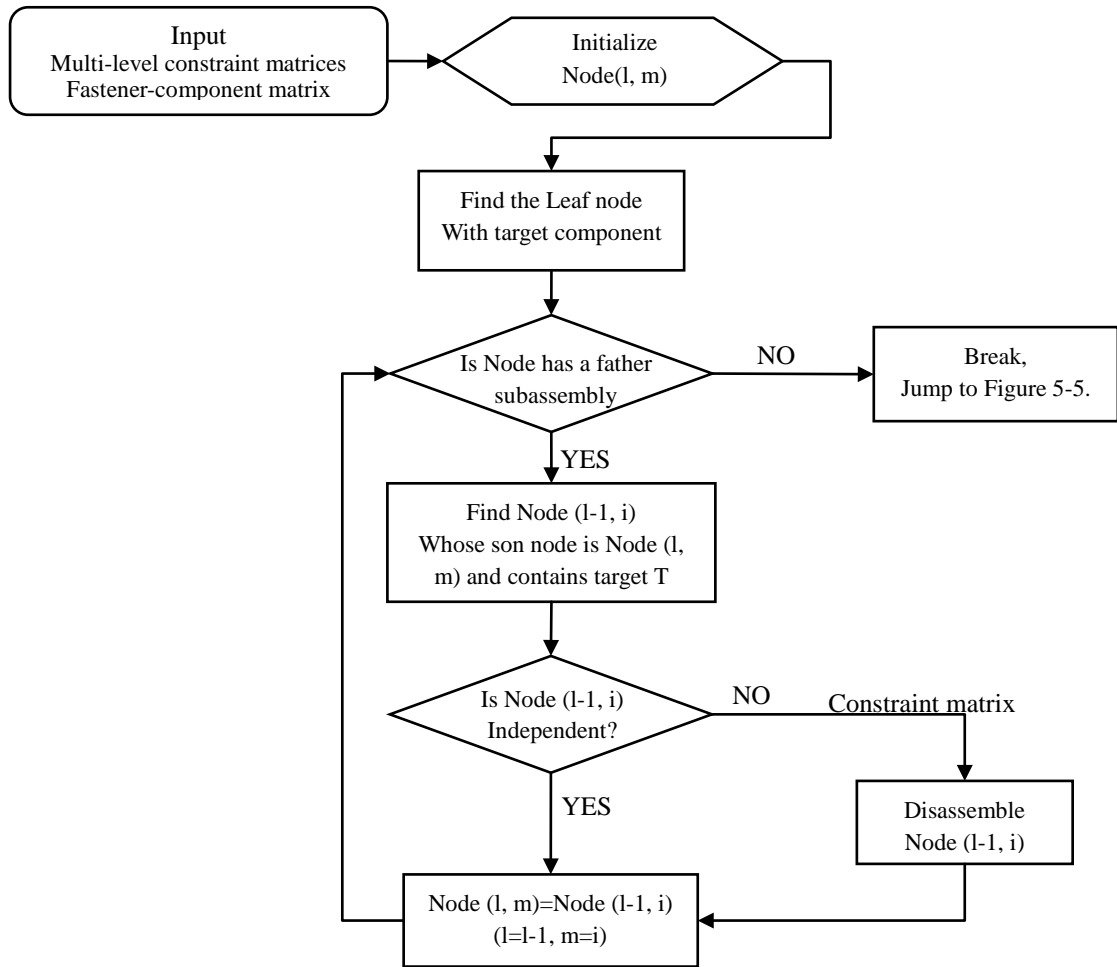 Input
Multi-level constraint matrices
Fastener-component matrix
Initialize
Node(l, m)
Find the Leaf node
With target component
Is Node has a father
subassembly
NO
Break,
Jump to Figure 5-5.
YES
Find Node (l-1, i)
Whose son node is Node (l,
m) and contains target T
Is Node (l-1, i)
Independent?
NO
Constraint matrix
YES
Disassemble
Node (l-1, i)
Node (l, m)=Node (l-1, i)
(l=l-1, m=i)